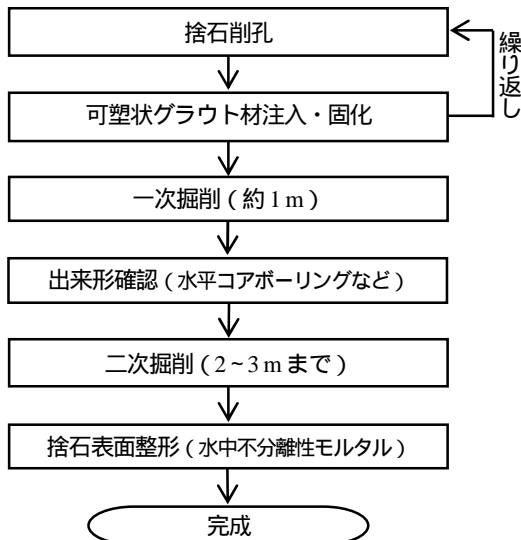 捨石削孔
繰り返し
可塑状グラウト材注入・固化
一次掘削(約1m)
出来形確認(水平コアボーリングなど)
二次掘削(2~3mまで)
捨石表面整形(水中不分離性モルタル)
完成